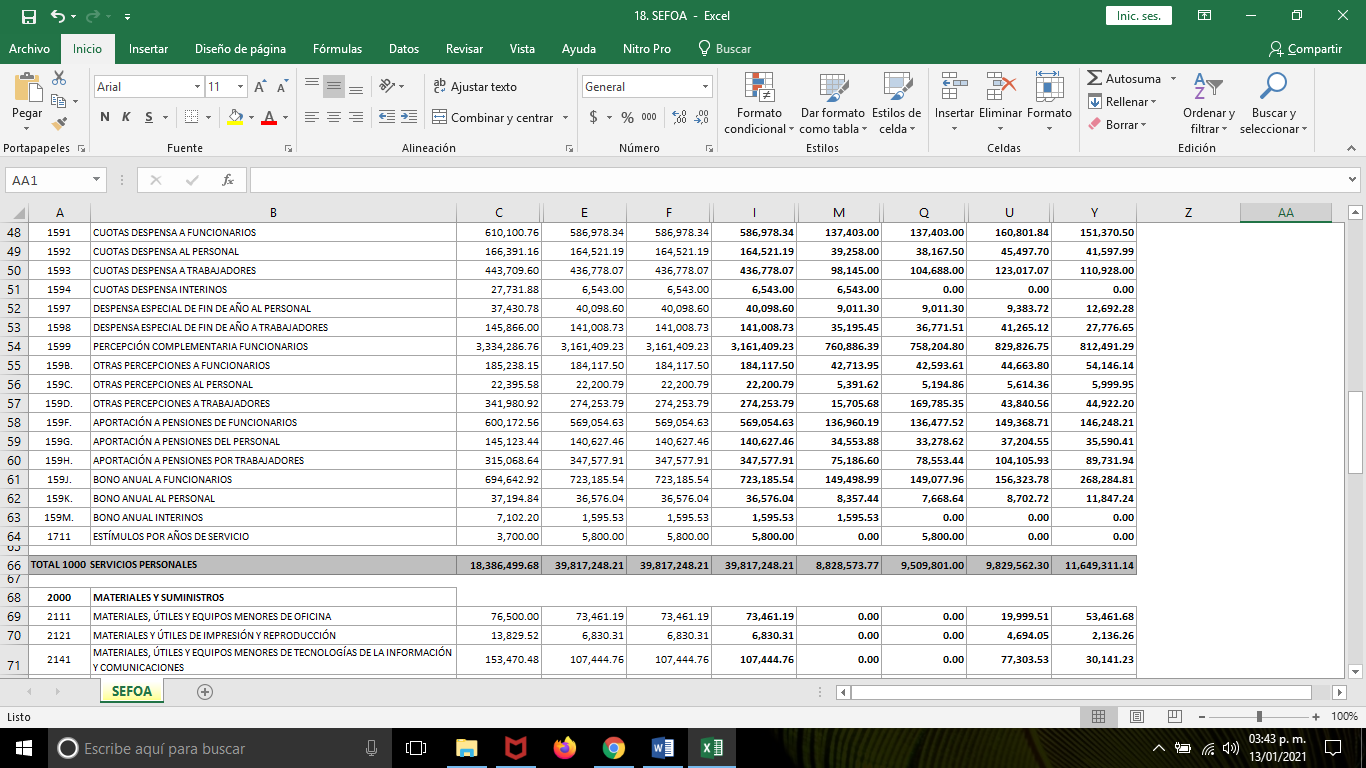 18. SEFOA - Excel
Inic. ses.
Archivo Inicio Insertar Diseño de página Fórmulas Datos Revisar Vista Ayuda Nitro Pro Buscar Compartir
Pegar
Arial 11
N K S
Ajustar texto
Combinar y centrar
General
$ % 000
Formato condicional
Dar formato como tabla
Estilos de celda
Insertar Eliminar Formato
Autosuma
Rellenar
Borrar
Ordenar y filtrar
Buscar y seleccionar
Portapapeles Fuente Alineación Número Estilos Celdas Edición
AA1 fx
A B C E F I M Q U Y Z AA
48 1591 CUOTAS DESPENSA A FUNCIONARIOS 610,100.76 586,978.34 586,978.34 586,978.34 137,403.00 137,403.00 160,801.84 151,370.50
49 1592 CUOTAS DESPENSA AL PERSONAL 166,391.16 164,521.19 164,521.19 164,521.19 39,258.00 38,167.50 45,497.70 41,597.99
50 1593 CUOTAS DESPENSA A TRABAJADORES 443,709.60 436,778.07 436,778.07 436,778.07 98,145.00 104,688.00 123,017.07 110,928.00
51 1594 CUOTAS DESPENSA INTERINOS 27,731.88 6,543.00 6,543.00 6,543.00 6,543.00 0.00 0.00 0.00
52 1597 DESPENSA ESPECIAL DE FIN DE AÑO AL PERSONAL 37,430.78 40,098.60 40,098.60 40,098.60 9,011.30 9,011.30 9,383.72 12,692.28
53 1598 DESPENSA ESPECIAL DE FIN DE AÑO A TRABAJADORES 145,866.00 141,008.73 141,008.73 141,008.73 35,195.45 36,771.51 41,265.12 27,776.65
54 1599 PERCEPCIÓN COMPLEMENTARIA FUNCIONARIOS 3,334,286.76 3,161,409.23 3,161,409.23 3,161,409.23 760,886.39 758,204.80 829,826.75 812,491.29
55 159B. OTRAS PERCEPCIONES A FUNCIONARIOS 185,238.15 184,117.50 184,117.50 184,117.50 42,713.95 42,593.61 44,663.80 54,146.14
56 159C. OTRAS PERCEPCIONES AL PERSONAL 22,395.58 22,200.79 22,200.79 22,200.79 5,391.62 5,194.86 5,614.36 5,999.95
57 159D. OTRAS PERCEPCIONES A TRABAJADORES 341,980.92 274,253.79 274,253.79 274,253.79 15,705.68 169,785.35 43,840.56 44,922.20
58 159F. APORTACIÓN A PENSIONES DE FUNCIONARIOS 600,172.56 569,054.63 569,054.63 569,054.63 136,960.19 136,477.52 149,368.71 146,248.21
59 159G. APORTACIÓN A PENSIONES DEL PERSONAL 145,123.44 140,627.46 140,627.46 140,627.46 34,553.88 33,278.62 37,204.55 35,590.41
60 159H. APORTACIÓN A PENSIONES POR TRABAJADORES 315,068.64 347,577.91 347,577.91 347,577.91 75,186.60 78,553.44 104,105.93 89,731.94
61 159J. BONO ANUAL A FUNCIONARIOS 694,642.92 723,185.54 723,185.54 723,185.54 149,498.99 149,077.96 156,323.78 268,284.81
62 159K. BONO ANUAL AL PERSONAL 37,194.84 36,576.04 36,576.04 36,576.04 8,357.44 7,668.64 8,702.72 11,847.24
63 159M. BONO ANUAL INTERINOS 7,102.20 1,595.53 1,595.53 1,595.53 1,595.53 0.00 0.00 0.00
64 1711 ESTÍMULOS POR AÑOS DE SERVICIO 3,700.00 5,800.00 5,800.00 5,800.00 0.00 5,800.00 0.00 0.00
65
66 TOTAL 1000 SERVICIOS PERSONALES 18,386,499.68 39,817,248.21 39,817,248.21 39,817,248.21 8,828,573.77 9,509,801.00 9,829,562.30 11,649,311.14
67
68 2000 MATERIALES Y SUMINISTROS
69 2111 MATERIALES, ÚTILES Y EQUIPOS MENORES DE OFICINA 76,500.00 73,461.19 73,461.19 73,461.19 0.00 0.00 19,999.51 53,461.68
70 2121 MATERIALES Y ÚTILES DE IMPRESIÓN Y REPRODUCCIÓN 13,829.52 6,830.31 6,830.31 6,830.31 0.00 0.00 4,694.05 2,136.26
71 2141 MATERIALES, ÚTILES Y EQUIPOS MENORES DE TECNOLOGÍAS DE LA INFORMACIÓN
Y COMUNICACIONES 153,470.48 107,444.76 107,444.76 107,444.76 0.00 0.00 77,303.53 30,141.23
SEFOA
Listo 100%
Escribe aquí para buscar
03:43 p. m.
13/01/2021